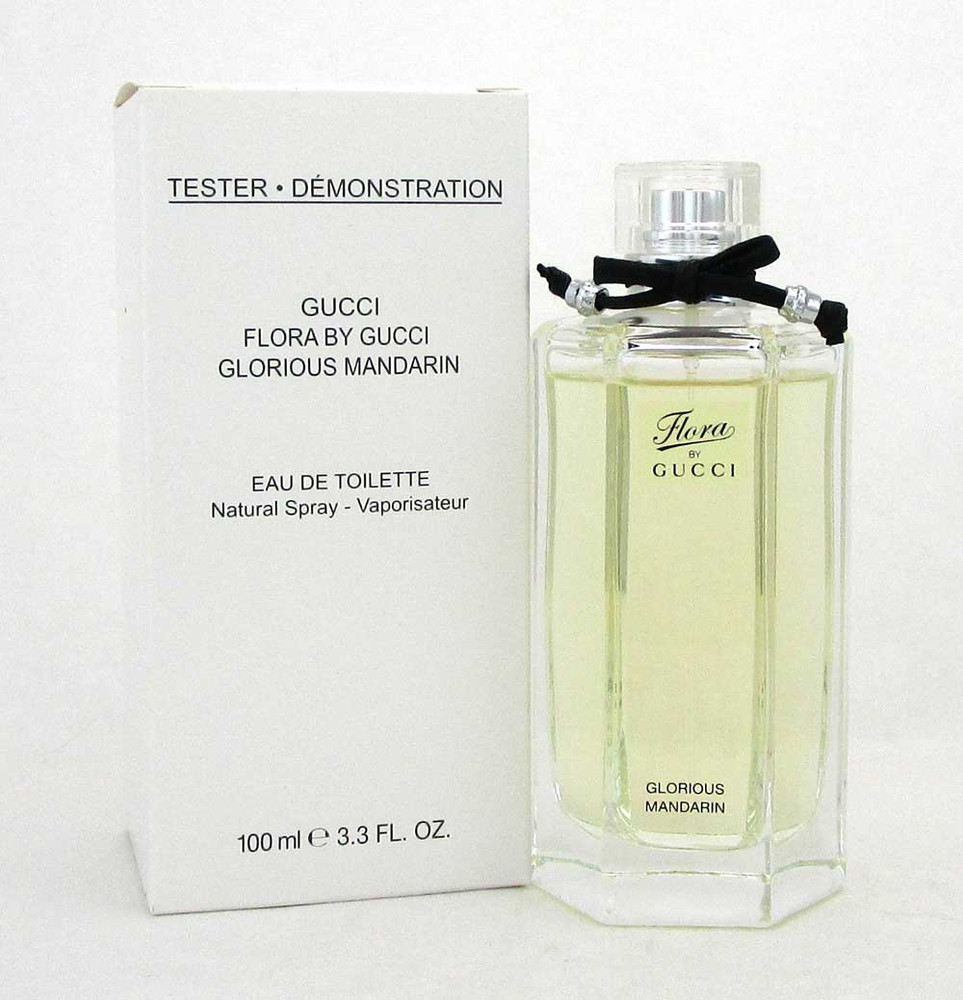 TESTER • DÉMONSTRATION
GUCCI
FLORA BY GUCCI
GLORIOUS MANDARIN
EAU DE TOILETTE
Natural Spray - Vaporisateur
100 ml ℮ 3.3 FL. OZ.
Flora
BY
GUCCI
GLORIOUS
MANDARIN